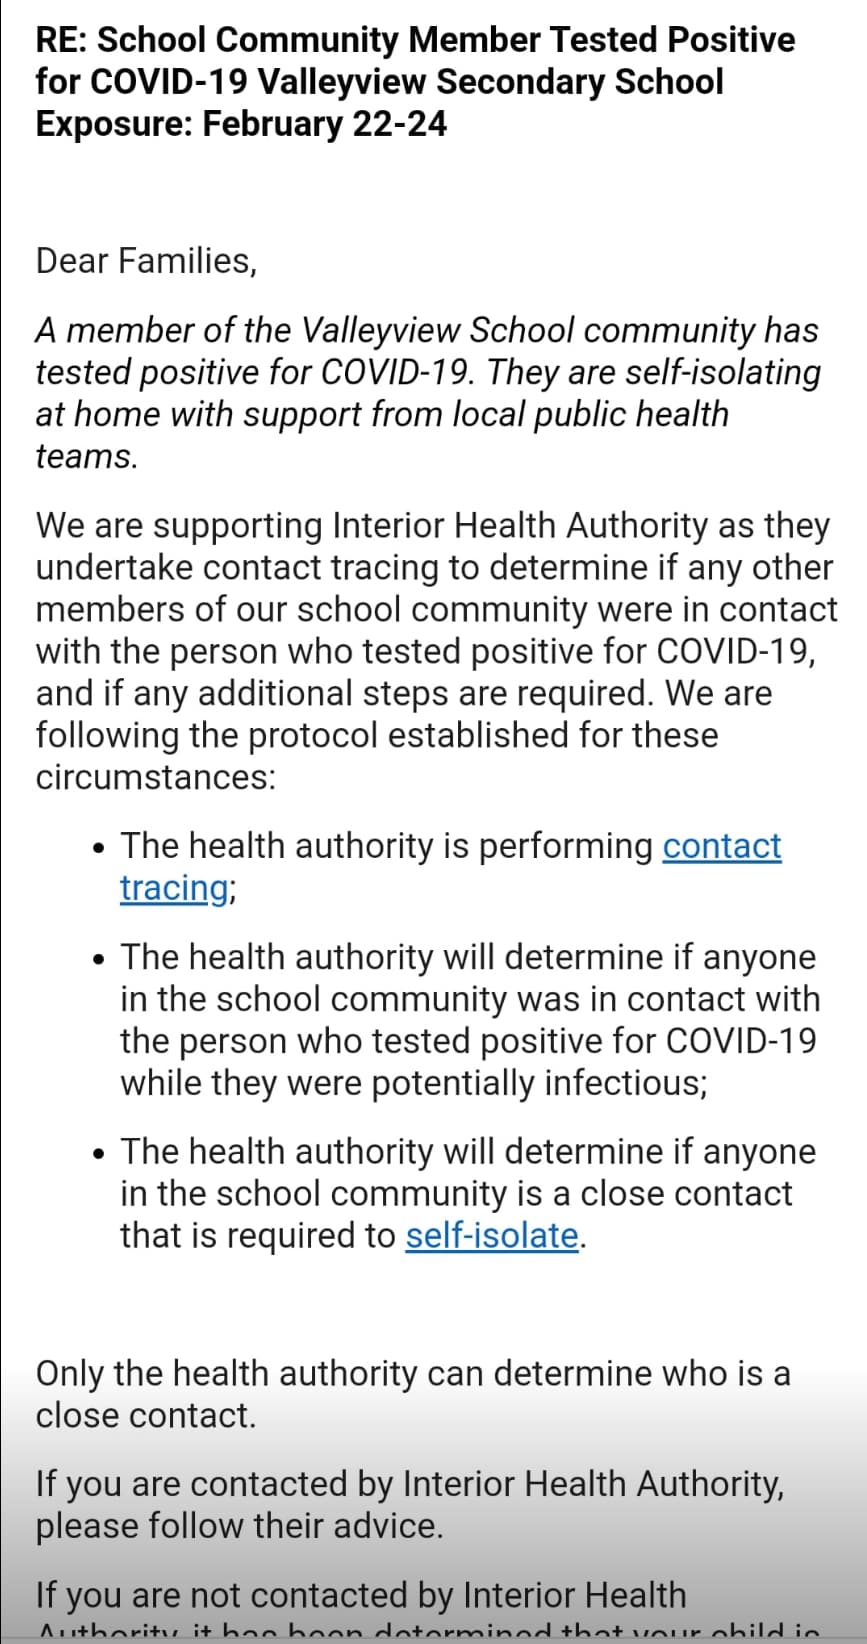 RE: School Community Member Tested Positive
for COVID-19 Valleyview Secondary School
Exposure: February 22-24
Dear Families,
A member of the Valleyview School community has
tested positive for COVID-19. They are self-isolating
at home with support from local public health
teams.
We are supporting Interior Health Authority as they
undertake contact tracing to determine if any other
members of our school community were in contact
with the person who tested positive for COVID-19,
and if any additional steps are required. We are
following the protocol established for these
circumstances:
• The health authority is performing contact
tracing;
• The health authority will determine if anyone
in the school community was in contact with
the person who tested positive for COVID-19
while they were potentially infectious;
• The health authority will determine if anyone
in the school community is a close contact
that is required to self-isolate.
Only the health authority can determine who is a
close contact.
If you are contacted by Interior Health Authority,
please follow their advice.
If you are not contacted by Interior Health
Authority, it has been determined that your child is